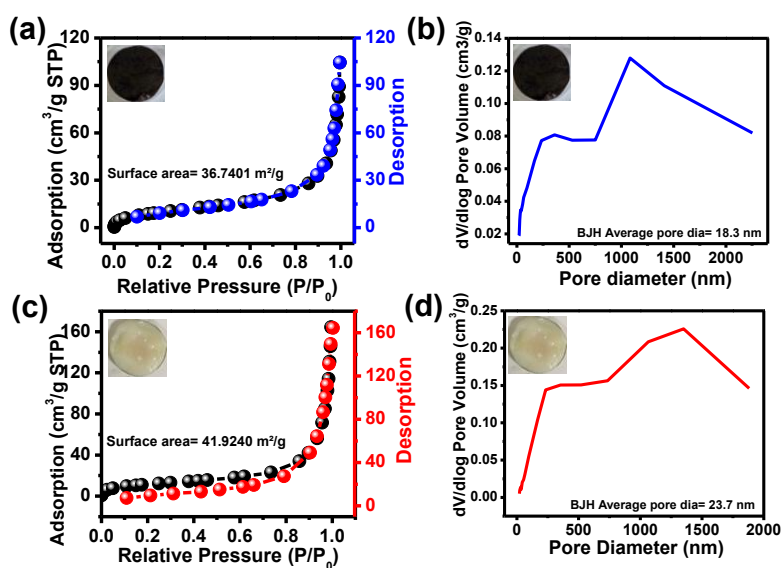 (a)
120
90
60
30
0
0.0 0.2 0.4 0.6 0.8 1.0
120
90
60
30
0
Adsorption (cm³/g STP)
Desorption
Surface area= 36.7401 m²/g
Relative Pressure (P/P₀)
(b)
0.14
0.12
0.10
0.08
0.06
0.04
0.02
0 500 1000 1500 2000
dV/dlog Pore Volume (cm3/g)
BJH Average pore dia= 18.3 nm
Pore diameter (nm)
(c)
160
120
80
40
0
0.0 0.2 0.4 0.6 0.8 1.0
160
120
80
40
0
Adsorption (cm³/g STP)
Desorption
Surface area= 41.9240 m²/g
Relative Pressure (P/P₀)
(d)
0.25
0.20
0.15
0.10
0.05
0.00
0 500 1000 1500 2000
dV/dlog Pore Volume (cm³/g)
BJH Average pore dia= 23.7 nm
Pore Diameter (nm)